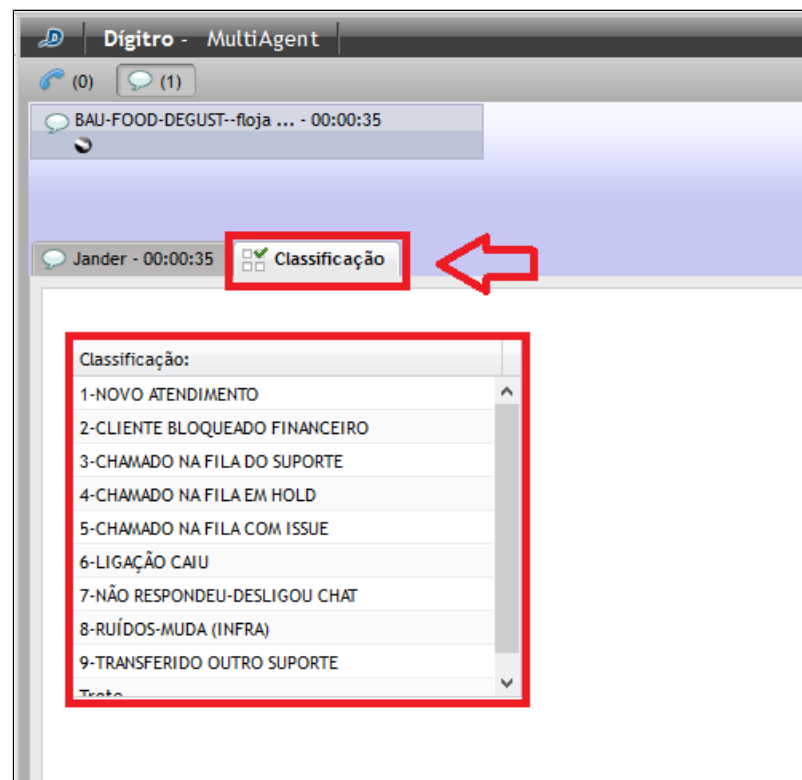 Dígitro - MultiAgent
(0) (1)
BAU-FOOD-DEGUST--floja ... - 00:00:35
Jander - 00:00:35 Classificação
Classificação:
1-NOVO ATENDIMENTO
2-CLIENTE BLOQUEADO FINANCEIRO
3-CHAMADO NA FILA DO SUPORTE
4-CHAMADO NA FILA EM HOLD
5-CHAMADO NA FILA COM ISSUE
6-LIGAÇÃO CAIU
7-NÃO RESPONDEU-DESLIGOU CHAT
8-RUÍDOS-MUDA (INFRA)
9-TRANSFERIDO OUTRO SUPORTE